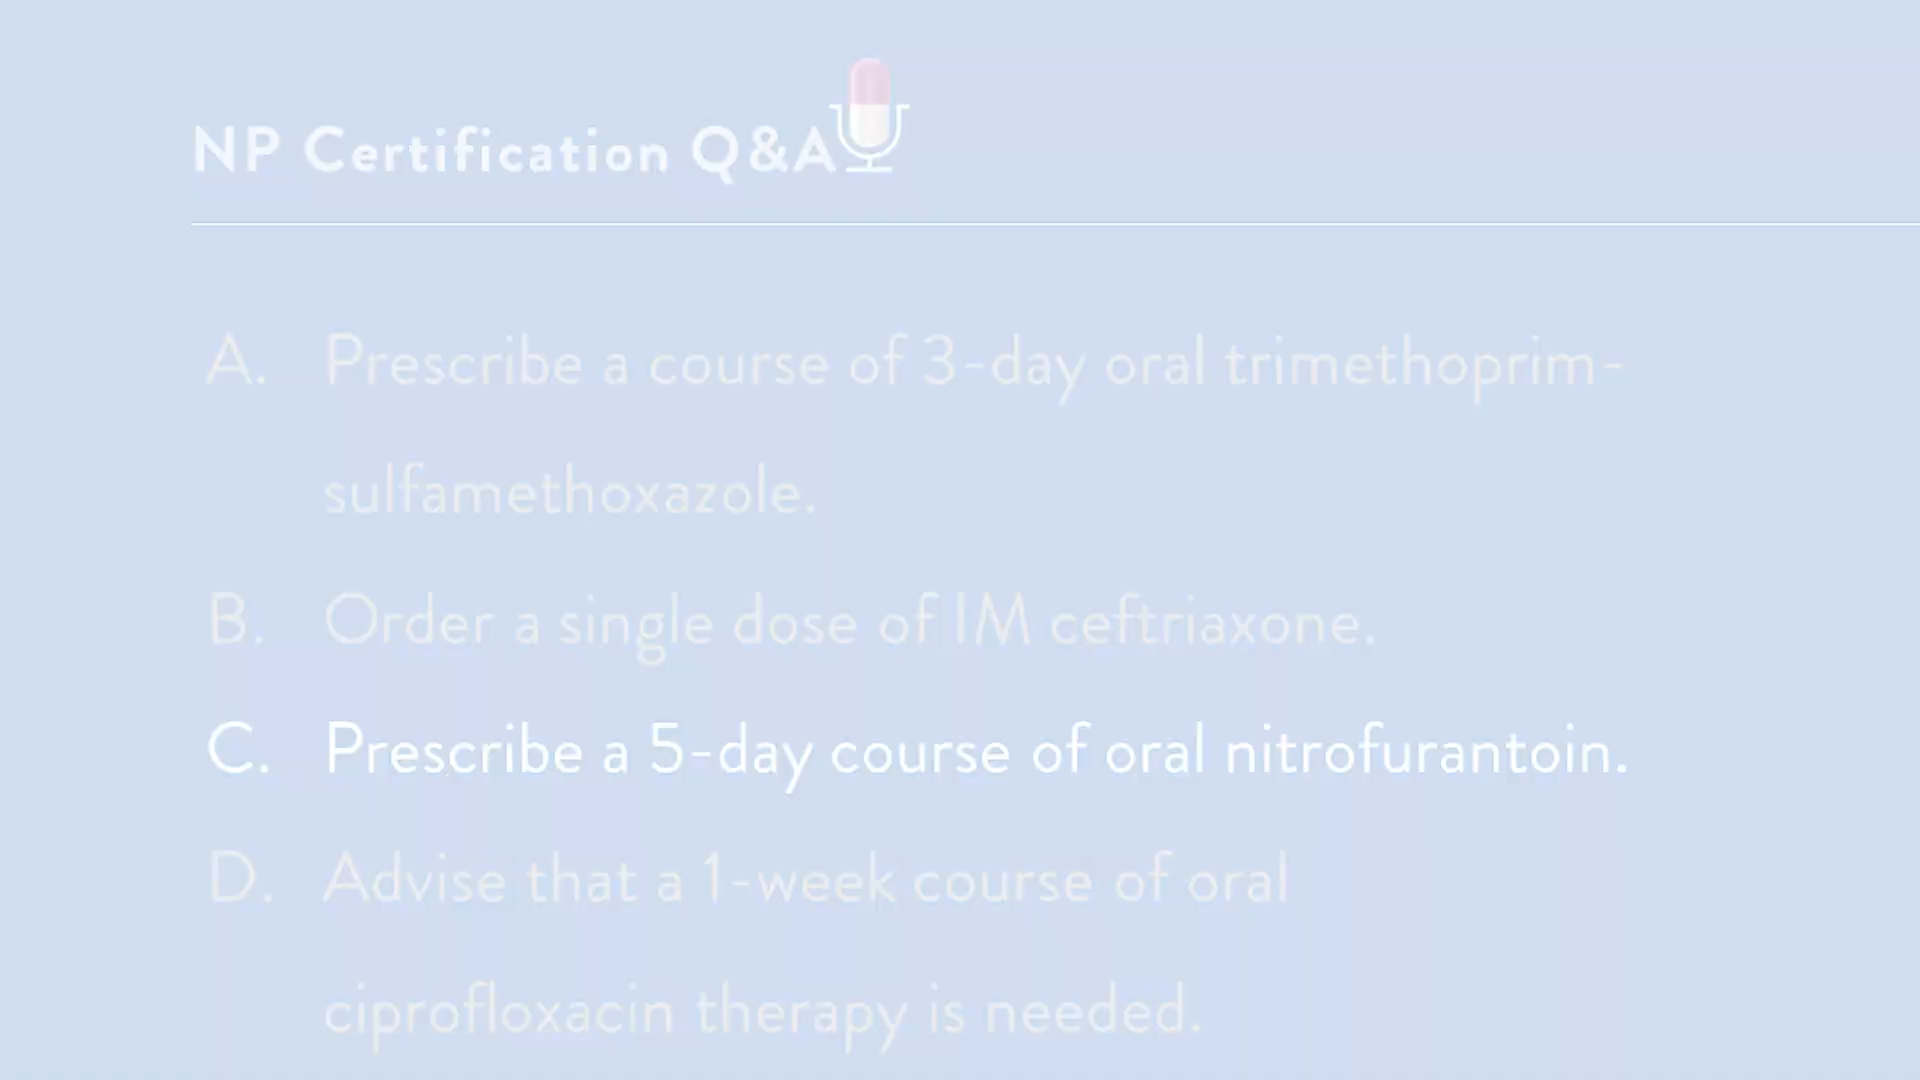 NP Certification Q&A
A. Prescribe a course of 3-day oral trimethoprim-
sulfamethoxazole.
B. Order a single dose of IM ceftriaxone.
C. Prescribe a 5-day course of oral nitrofurantoin.
D. Advise that a 1-week course of oral
ciprofloxacin therapy is needed.